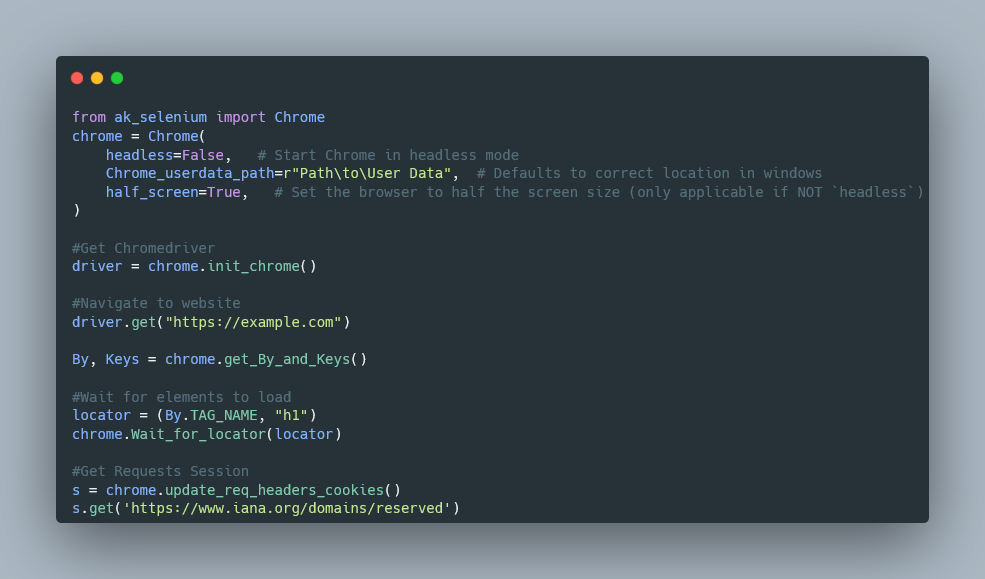 from ak_selenium import Chrome
chrome = Chrome(
    headless=False,   # Start Chrome in headless mode
    Chrome_userdata_path=r"Path\to\User Data",  # Defaults to correct location in windows
    half_screen=True,   # Set the browser to half the screen size (only applicable if NOT `headless`)
)

#Get Chromedriver
driver = chrome.init_chrome()

#Navigate to website
driver.get("https://example.com")

By, Keys = chrome.get_By_and_Keys()

#Wait for elements to load
locator = (By.TAG_NAME, "h1")
chrome.Wait_for_locator(locator)

#Get Requests Session
s = chrome.update_req_headers_cookies()
s.get('https://www.iana.org/domains/reserved')